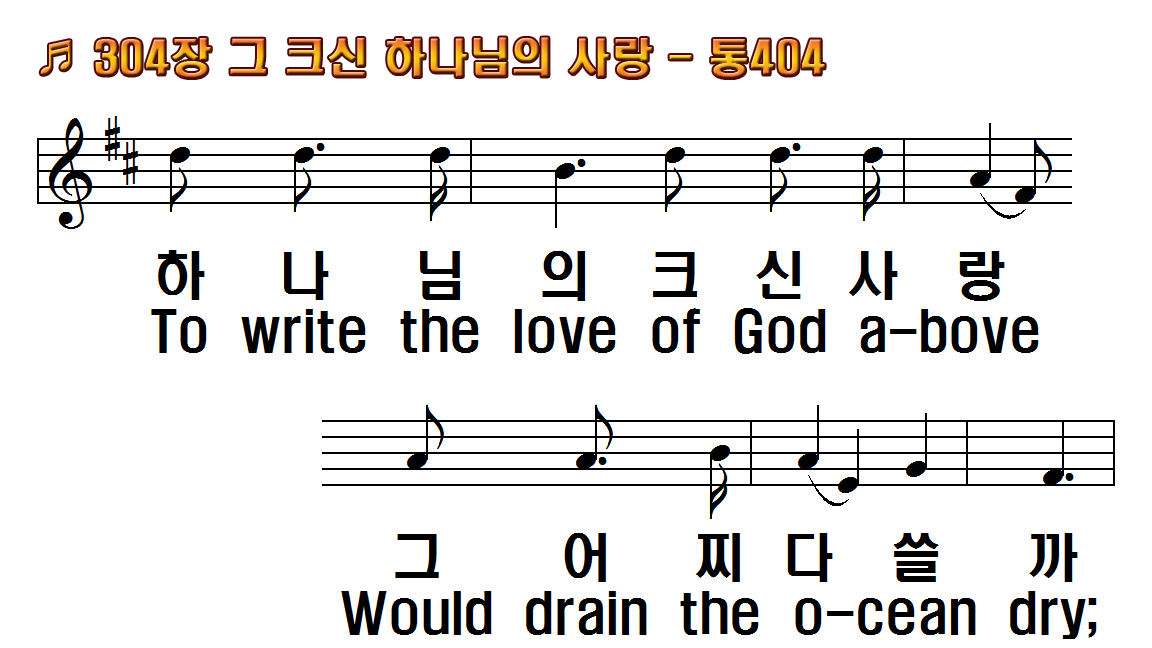 ♬ 304장 그 크신 하나님의 사랑 - 통404
하 나 님 의 크 신 사 랑
To write the love of God a-bove
그 어 찌 다 쓸 까
Would drain the o-cean dry;